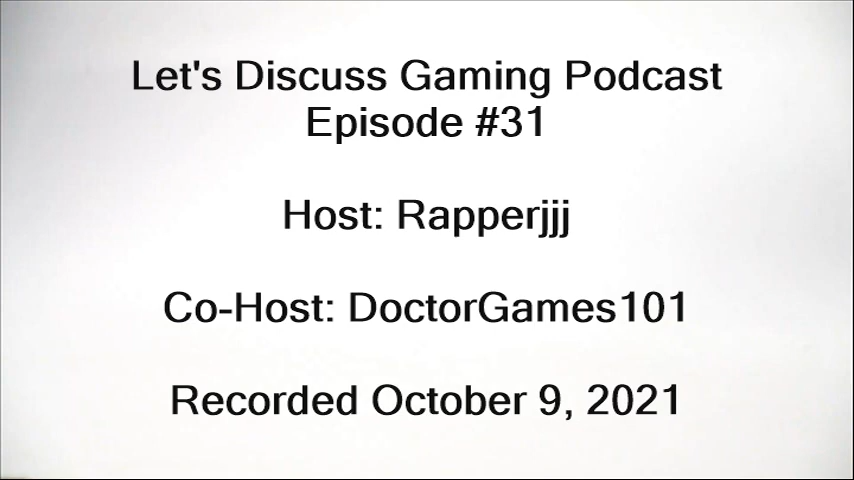 Let's Discuss Gaming Podcast
Episode #31
Host: Rapperjjj
Co-Host: DoctorGames101
Recorded October 9, 2021